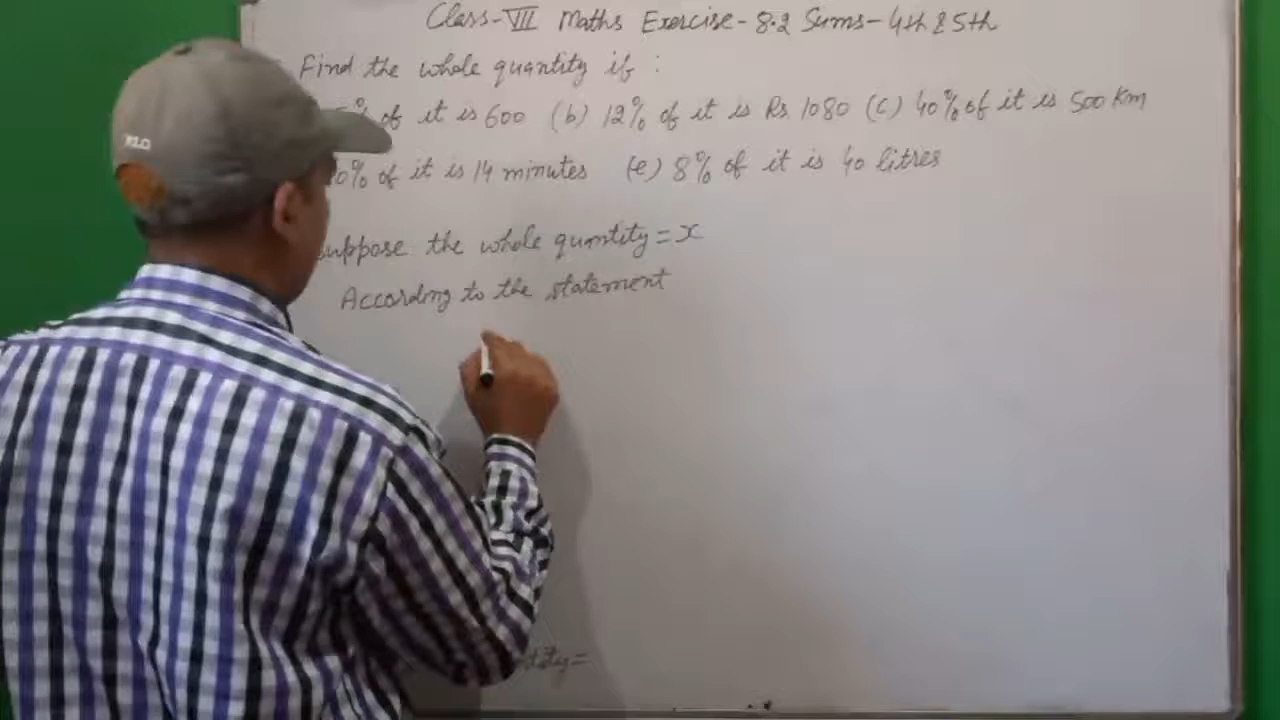 Class-VII Maths Exercise-8.2 Sums-4th & 5th
Find the whole quantity if :
% of it is 600 (b) 12% of it is Rs. 1080 (c) 40% of it is 500 Km
0% of it is 14 minutes (e) 8% of it is 40 litres
uppose the whole quantity = x
According to the statement